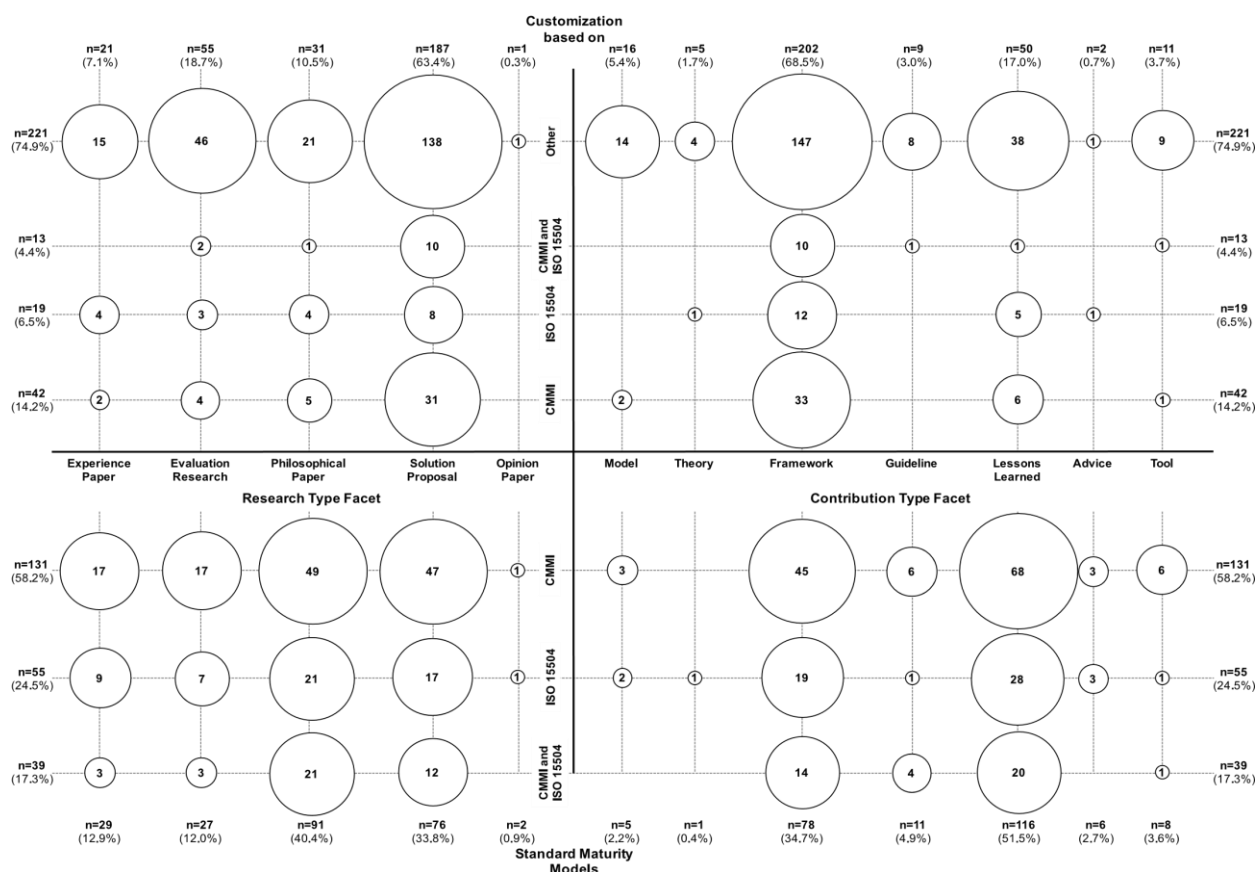 Customization
based on
n=21 n=55 n=31 n=187 n=1 n=16 n=5 n=202 n=9 n=50 n=2 n=11
(7.1%) (18.7%) (10.5%) (63.4%) (0.3%) (5.4%) (1.7%) (68.5%) (3.0%) (17.0%) (0.7%) (3.7%)
n=221
(74.9%)
15 46 21 138 1
Other
14 4 147 8 38 1 9
n=221
(74.9%)
n=13
(4.4%)
2 1 10
CMMI and
ISO 15504
10 1 1 1
n=13
(4.4%)
n=19
(6.5%)
4 3 4 8
ISO 15504
1 12 5 1
n=19
(6.5%)
n=42
(14.2%)
2 4 5 31
CMMI
2 33 6 1
n=42
(14.2%)
Experience Evaluation Philosophical Solution Opinion Model Theory Framework Guideline Lessons Advice Tool
Paper Research Paper Proposal Paper Learned
Research Type Facet Contribution Type Facet
n=131
(58.2%)
17 17 49 47 1
CMMI
3 45 6 68 3 6
n=131
(58.2%)
n=55
(24.5%)
9 7 21 17 1
ISO 15504
2 1 19 1 28 3 1
n=55
(24.5%)
n=39
(17.3%)
3 3 21 12
CMMI and
ISO 15504
14 4 20 1
n=39
(17.3%)
n=29 n=27 n=91 n=76 n=2 n=5 n=1 n=78 n=11 n=116 n=6 n=8
(12.9%) (12.0%) (40.4%) (33.8%) (0.9%) (2.2%) (0.4%) (34.7%) (4.9%) (51.5%) (2.7%) (3.6%)
Standard Maturity
Models